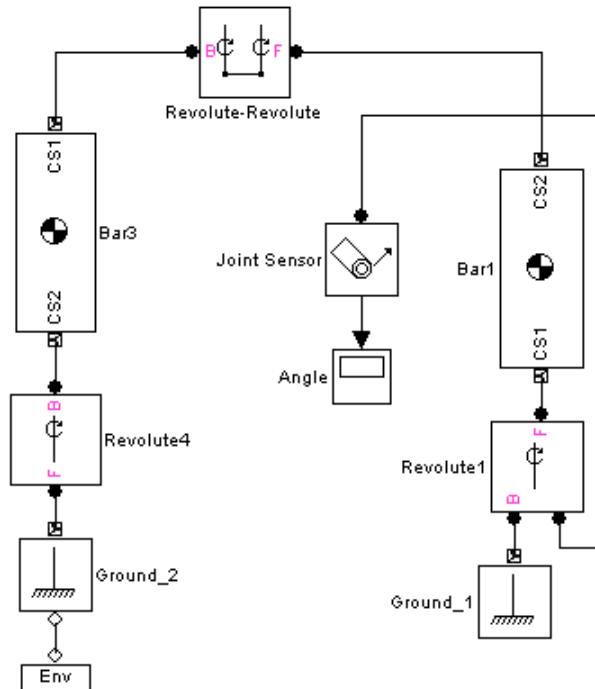 B F
Revolute-Revolute
CS1
Bar3
CS2
CS2
Bar1
CS1
Joint Sensor
Angle
B
Revolute4
F
F
Revolute1
B
Ground_2
Ground_1
Env